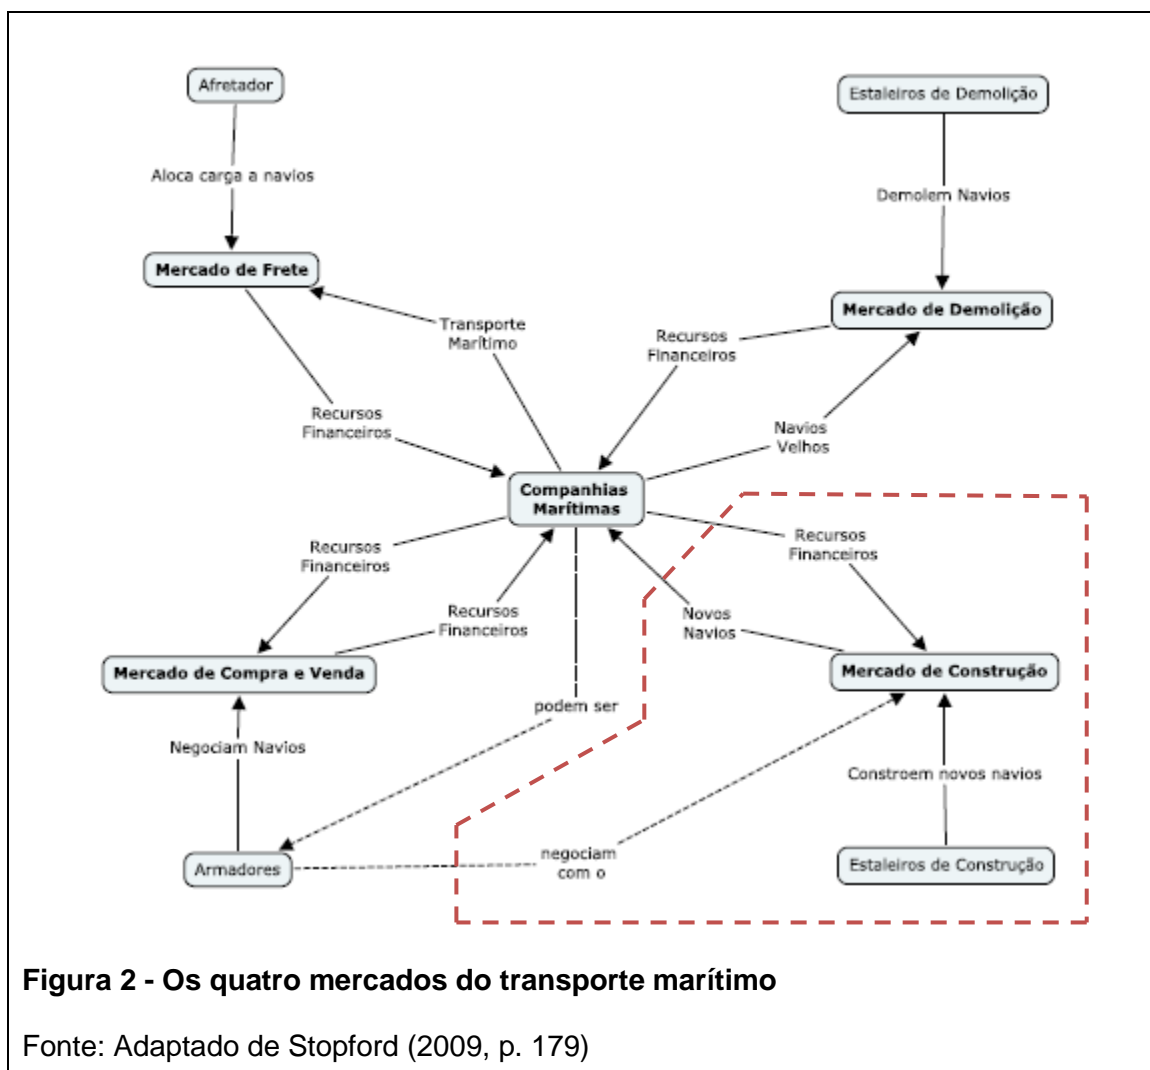 Afretador
Estaleiros de Demolição
Aloca carga a navios
Demolem Navios
Mercado de Frete
Mercado de Demolição
Transporte
Marítimo
Recursos
Financeiros
Recursos
Financeiros
Navios
Velhos
Companhias
Marítimas
Recursos
Financeiros
Recursos
Financeiros
Recursos
Financeiros
Novos
Navios
Mercado de Compra e Venda
Mercado de Construção
podem ser
Negociam Navios
Constroem novos navios
Armadores
negociam
com o
Estaleiros de Construção
Figura 2 - Os quatro mercados do transporte marítimo
Fonte: Adaptado de Stopford (2009, p. 179)